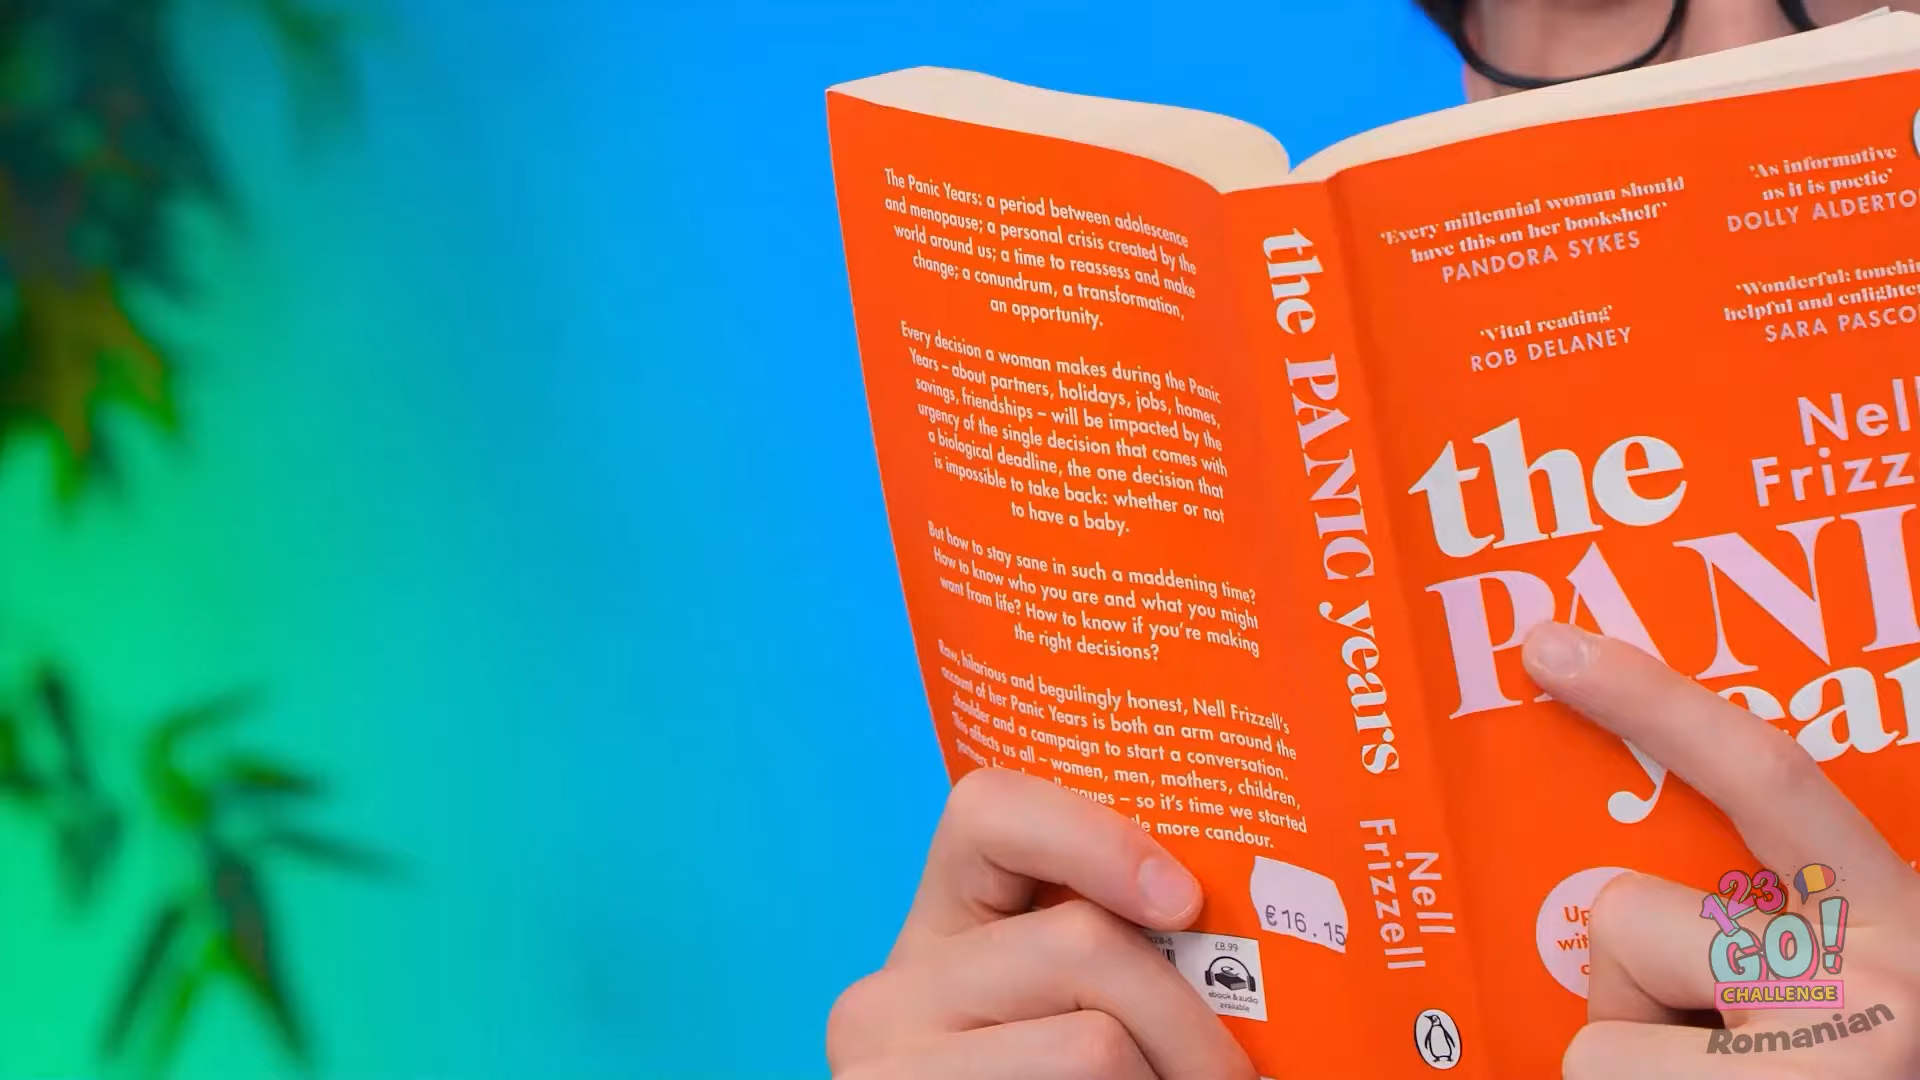 The Panic Years: a period between adolescence
and menopause; a personal crisis created by the
world around us; a time to reassess and make
change; a conundrum, a transformation,
an opportunity.
Every decision a woman makes during the Panic
Years – about partners, holidays, jobs, homes,
savings, friendships – will be impacted by the
urgency of the single decision that comes with
a biological deadline, the one decision that
is impossible to take back: whether or not
to have a baby.
But how to stay sane in such a maddening time?
How to know who you are and what you might
want from life? How to know if you're making
the right decisions?
Raw, hilarious and beguilingly honest, Nell Frizzell's
account of her Panic Years is both an arm around the
shoulder and a campaign to start a conversation.
This affects us all – women, men, mothers, children,
– so it's time we started
more candour.
€16.15
£8.99
ebook & audio
available
the PANIC years
Nell
Frizzell
'Every millennial woman should
have this on her bookshelf'
PANDORA SYKES
'As informative
as it is poetic'
DOLLY ALDERTO
'Vital reading'
ROB DELANEY
'Wonderful: touchin
helpful and enlighte
SARA PASCO
Nell
Frizz
the
PANI
year
Up
wit
123
GO!
CHALLENGE
Romanian